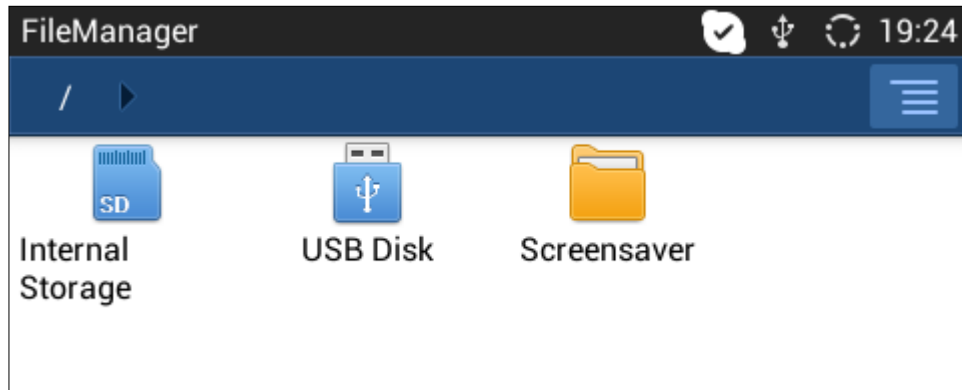 FileManager 19:24
/
SD
Internal Storage
USB Disk
Screensaver